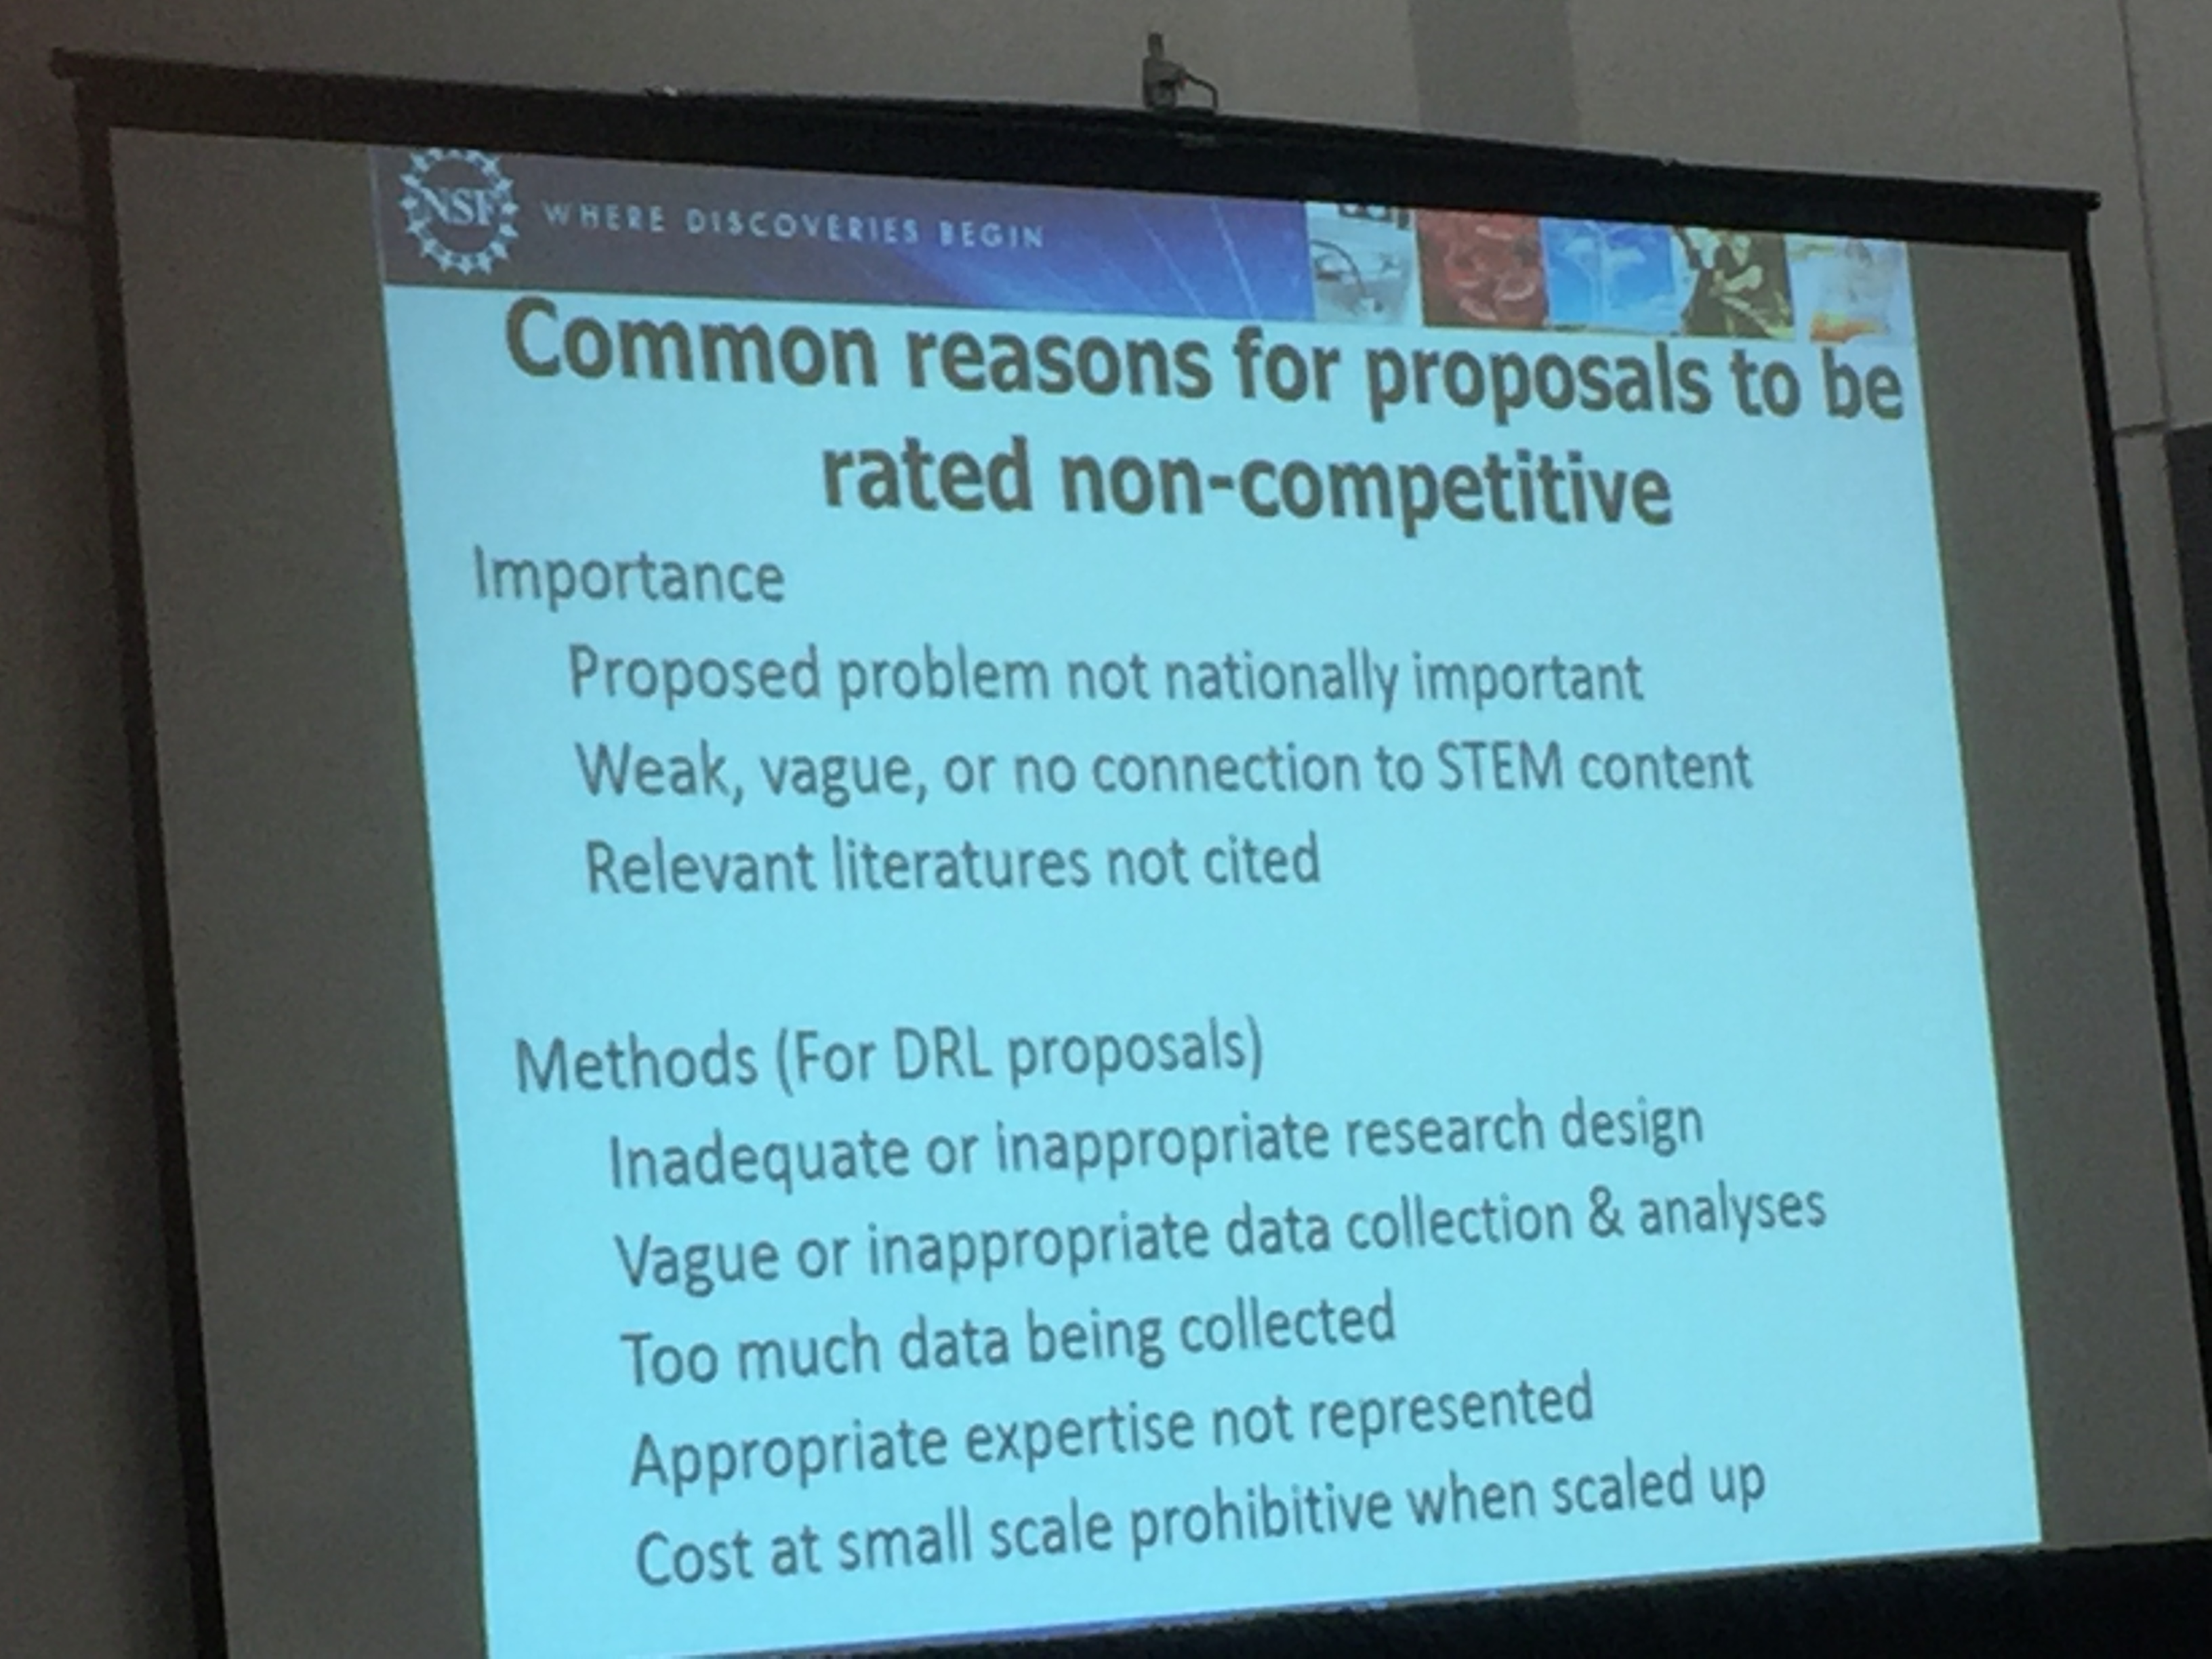 NSF WHERE DISCOVERIES BEGIN
Common reasons for proposals to be
rated non-competitive
Importance
Proposed problem not nationally important
Weak, vague, or no connection to STEM content
Relevant literatures not cited
Methods (For DRL proposals)
Inadequate or inappropriate research design
Vague or inappropriate data collection & analyses
Too much data being collected
Appropriate expertise not represented
Cost at small scale prohibitive when scaled up